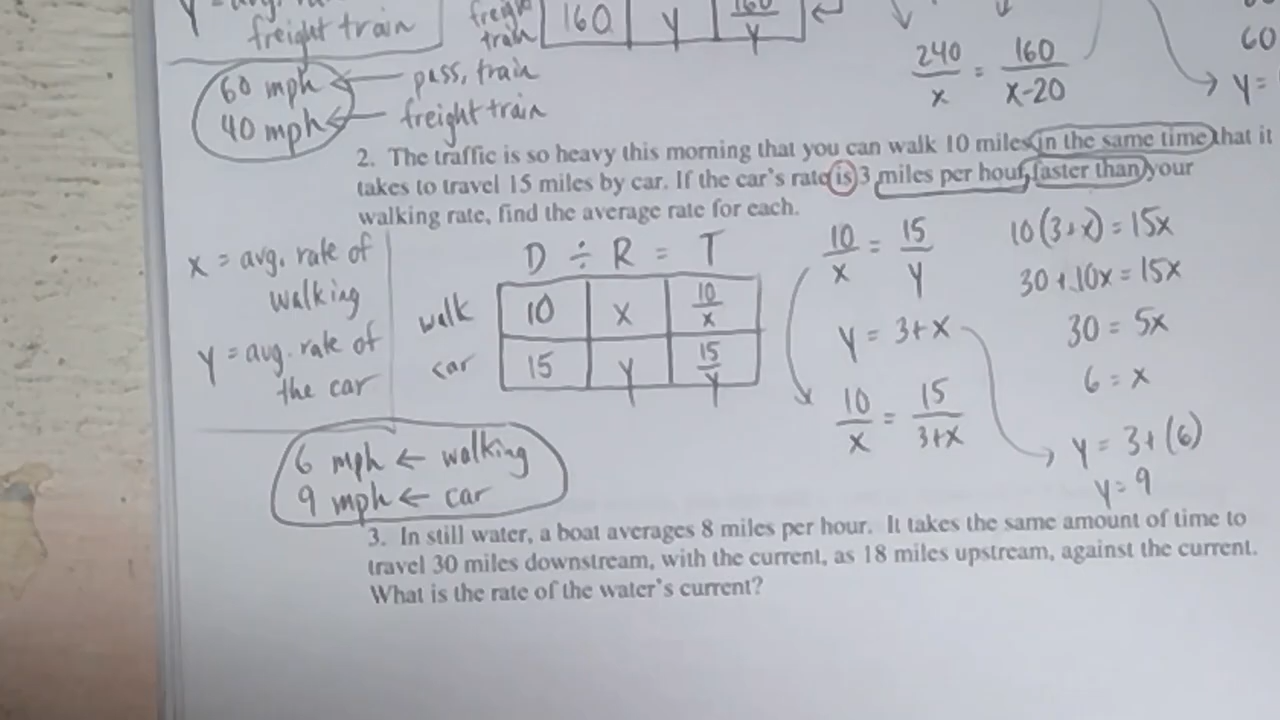 freight train
freight
train
160
y
160
y
240/x = 160/x-20
60
y=
60 mph ← pass, train
40 mph ← freight train
2. The traffic is so heavy this morning that you can walk 10 miles in the same time that it
takes to travel 15 miles by car. If the car's rate is 3 miles per hour faster than your
walking rate, find the average rate for each.
x = avg. rate of
walking
y = avg. rate of
the car
D ÷ R = T
walk 10 x 10/x
car 15 y 15/y
10/x = 15/y
y = 3+x
10/x = 15/3+x
10(3+x) = 15x
30 + 10x = 15x
30 = 5x
6 = x
y = 3+(6)
y = 9
6 mph ← walking
9 mph ← car
3. In still water, a boat averages 8 miles per hour. It takes the same amount of time to
travel 30 miles downstream, with the current, as 18 miles upstream, against the current.
What is the rate of the water's current?